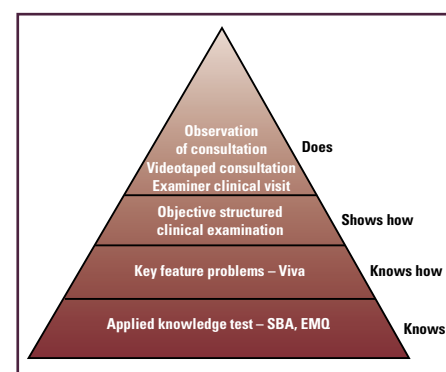 Observation
of consultation
Does
Videotaped consultation
Examiner clinical visit
Objective structured
clinical examination
Shows how
Key feature problems – Viva
Knows how
Applied knowledge test – SBA, EMQ
Knows